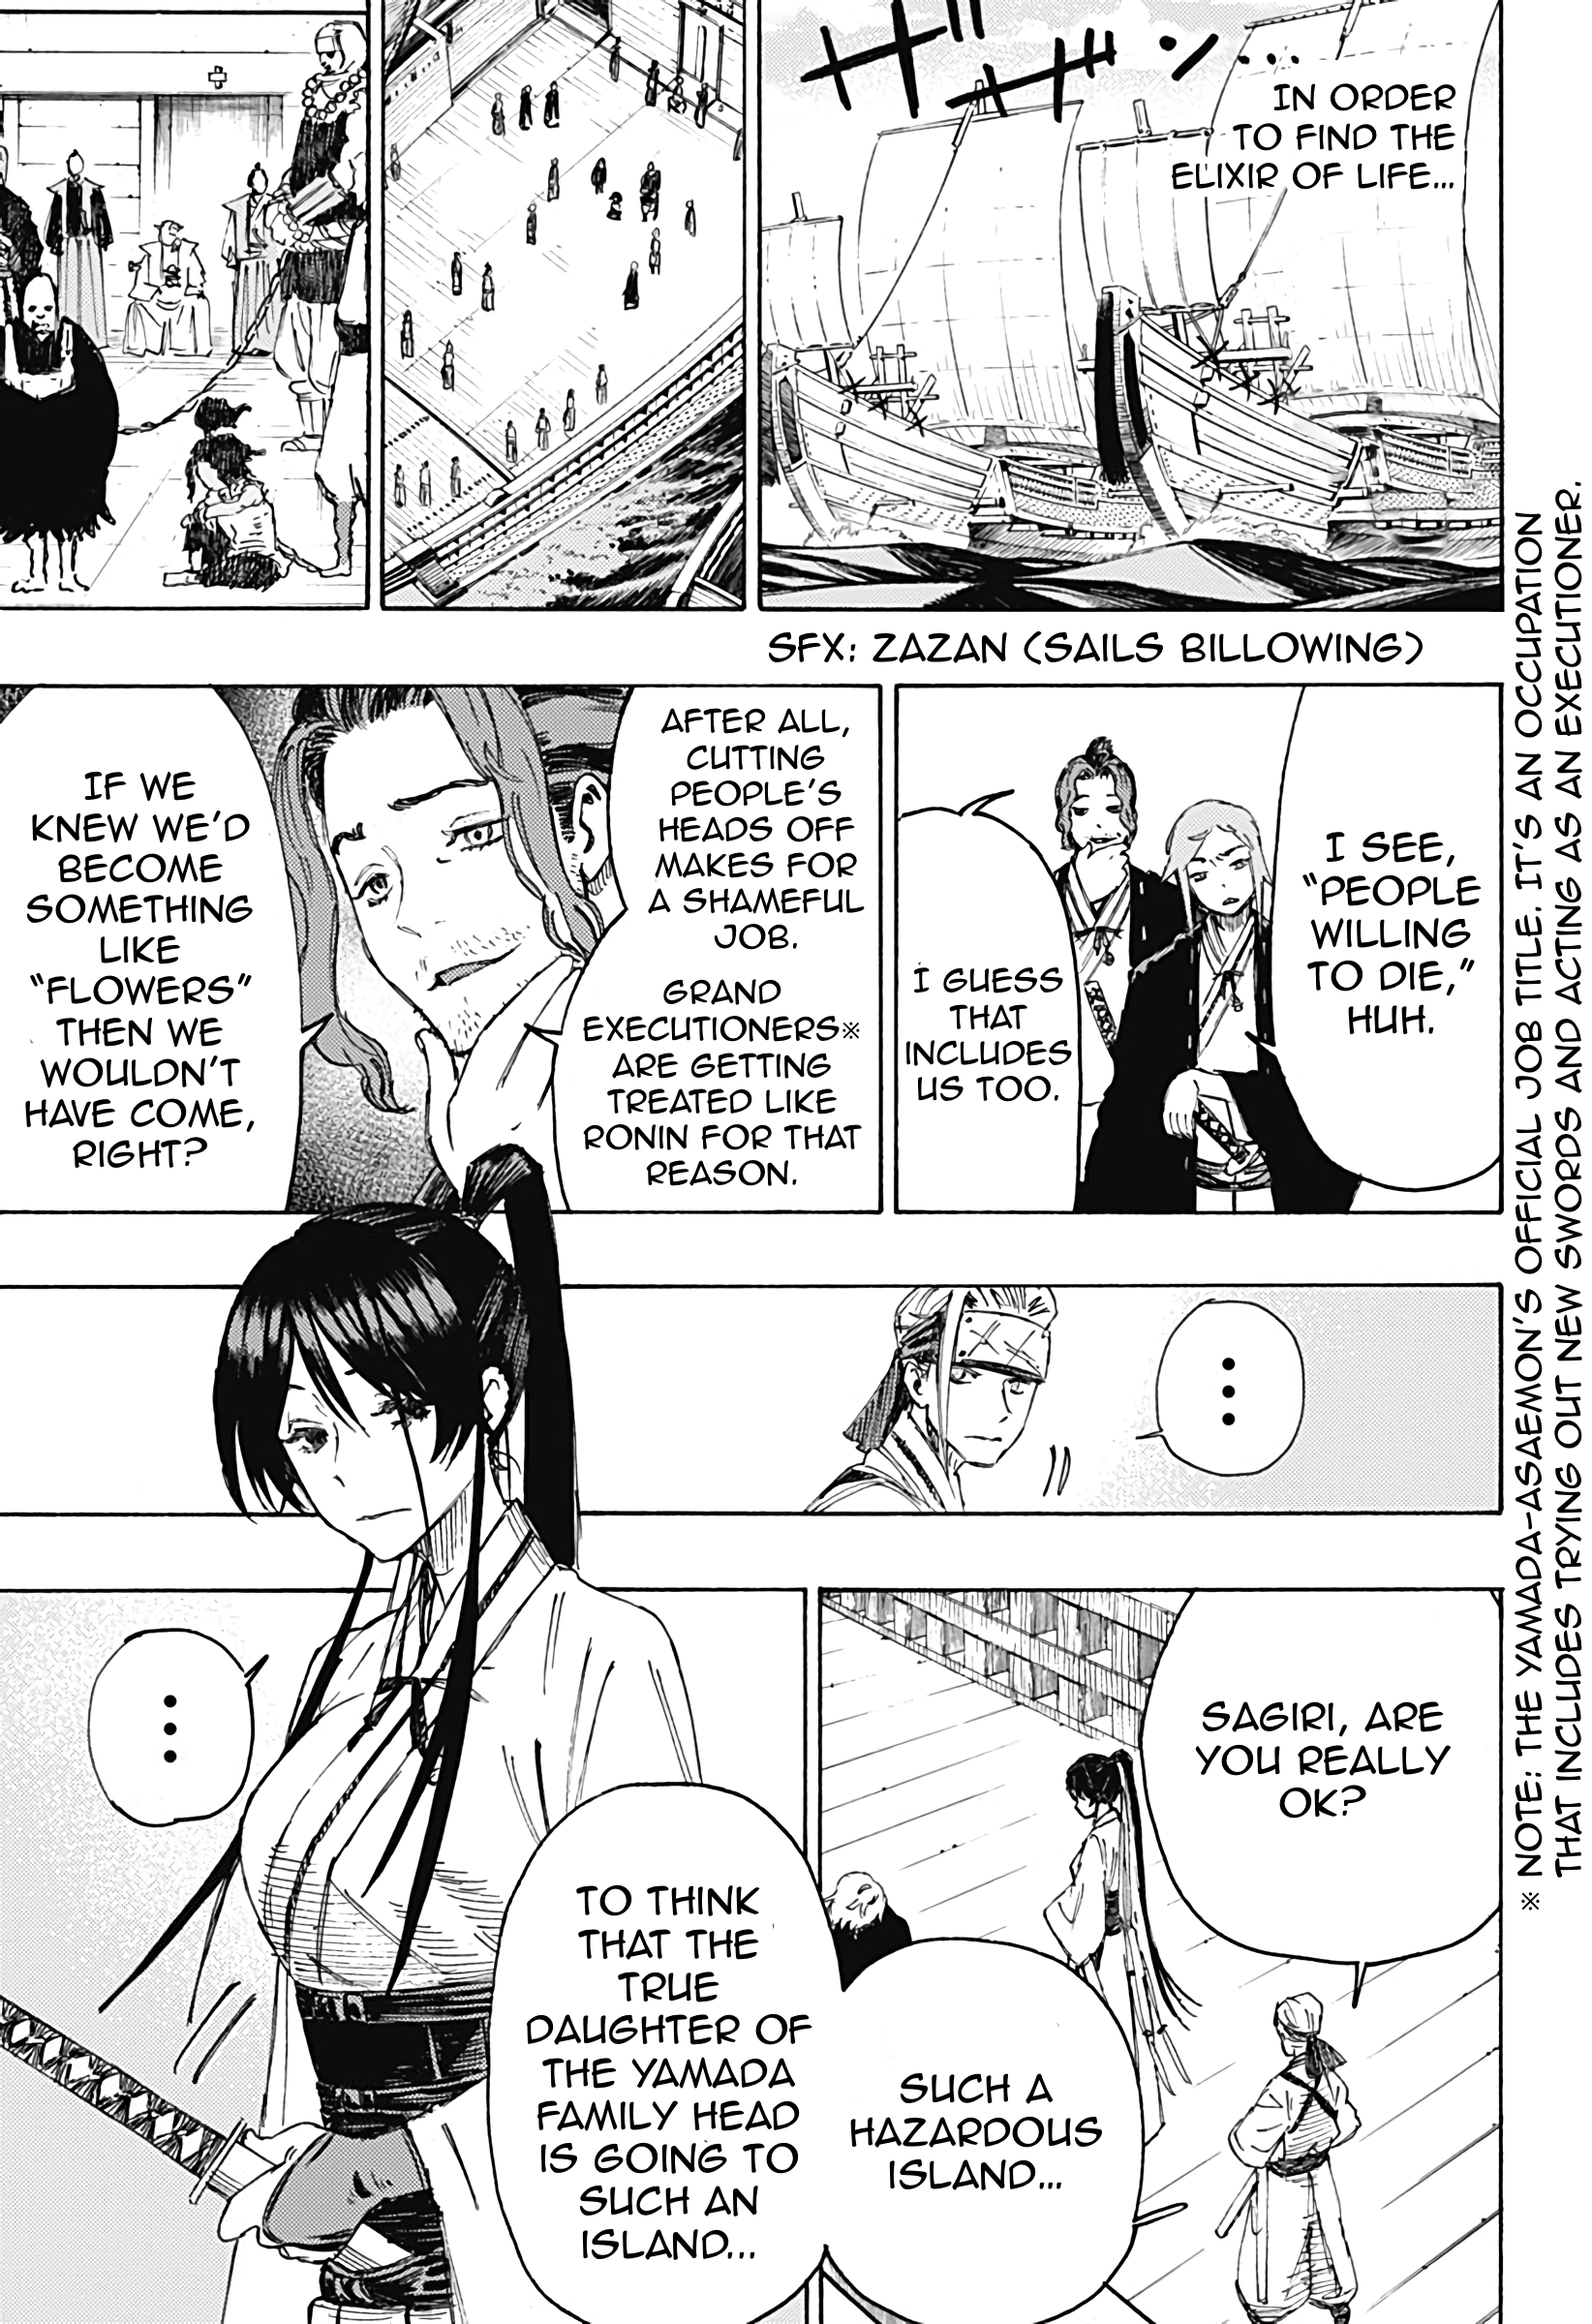 ザザザン…
IN ORDER
TO FIND THE
ELIXIR OF LIFE...
SFX: ZAZAN (SAILS BILLOWING)
I SEE,
"PEOPLE
WILLING
TO DIE,"
HUH.
I GUESS
THAT
INCLUDES
US TOO.
AFTER ALL,
CUTTING
PEOPLE'S
HEADS OFF
MAKES FOR
A SHAMEFUL
JOB.
GRAND
EXECUTIONERS※
ARE GETTING
TREATED LIKE
RONIN FOR THAT
REASON.
IF WE
KNEW WE'D
BECOME
SOMETHING
LIKE
"FLOWERS"
THEN WE
WOULDN'T
HAVE COME,
RIGHT?
...
SAGIRI, ARE
YOU REALLY
OK?
SUCH A
HAZARDOUS
ISLAND...
TO THINK
THAT THE
TRUE
DAUGHTER OF
THE YAMADA
FAMILY HEAD
IS GOING TO
SUCH AN
ISLAND...
...
※ NOTE: THE YAMADA-ASAEMON'S OFFICIAL JOB TITLE. IT'S AN OCCUPATION
THAT INCLUDES TRYING OUT NEW SWORDS AND ACTING AS AN EXECUTIONER.